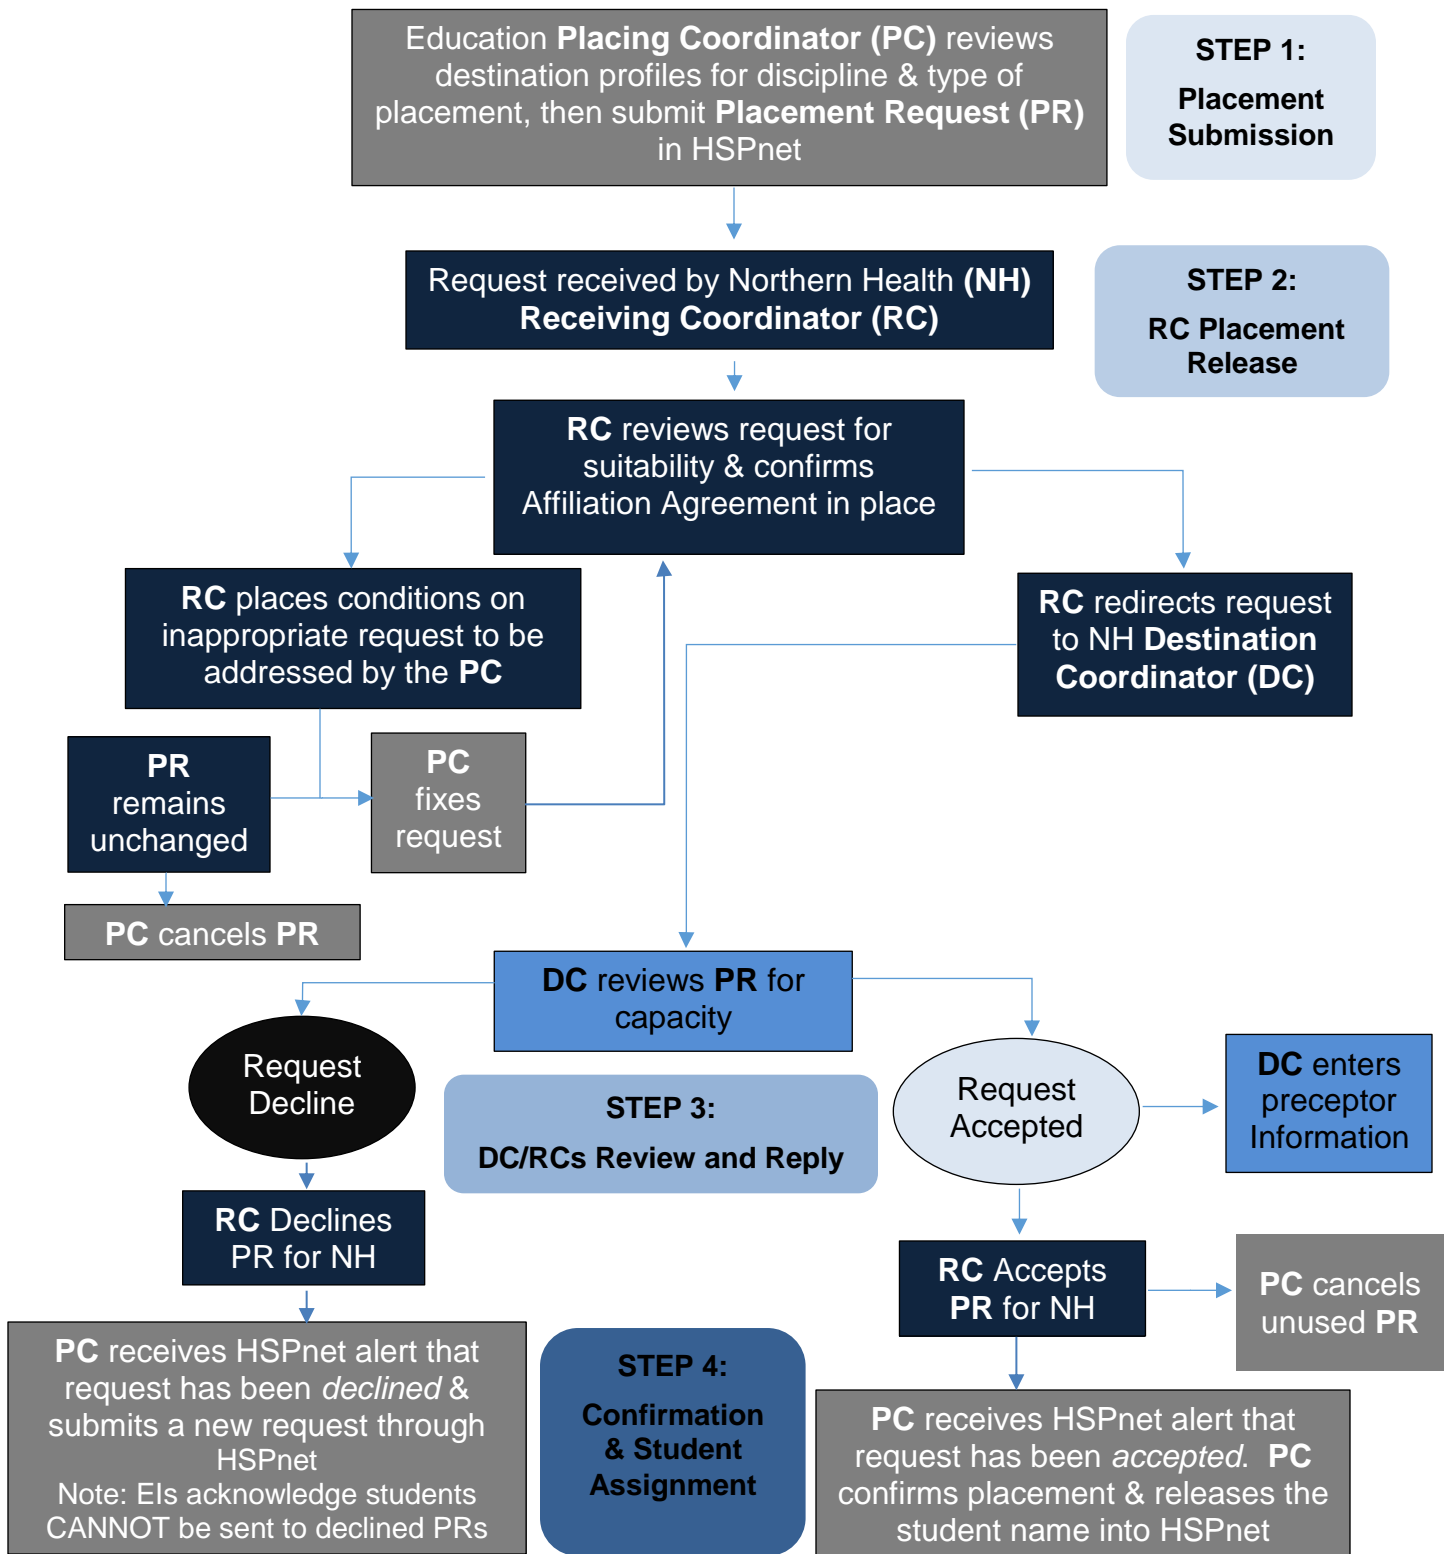 Education Placing Coordinator (PC) reviews
destination profiles for discipline & type of
placement, then submit Placement Request (PR)
in HSPnet
STEP 1:
Placement
Submission
Request received by Northern Health (NH)
Receiving Coordinator (RC)
STEP 2:
RC Placement
Release
RC reviews request for
suitability & confirms
Affiliation Agreement in place
RC places conditions on
inappropriate request to be
addressed by the PC
RC redirects request
to NH Destination
Coordinator (DC)
PR
remains
unchanged
PC
fixes
request
PC cancels PR
DC reviews PR for
capacity
Request
Decline
STEP 3:
DC/RCs Review and Reply
Request
Accepted
DC enters
preceptor
Information
RC Declines
PR for NH
RC Accepts
PR for NH
PC cancels
unused PR
PC receives HSPnet alert that
request has been declined &
submits a new request through
HSPnet
Note: EIs acknowledge students
CANNOT be sent to declined PRs
STEP 4:
Confirmation
& Student
Assignment
PC receives HSPnet alert that
request has been accepted.  PC
confirms placement & releases the
student name into HSPnet